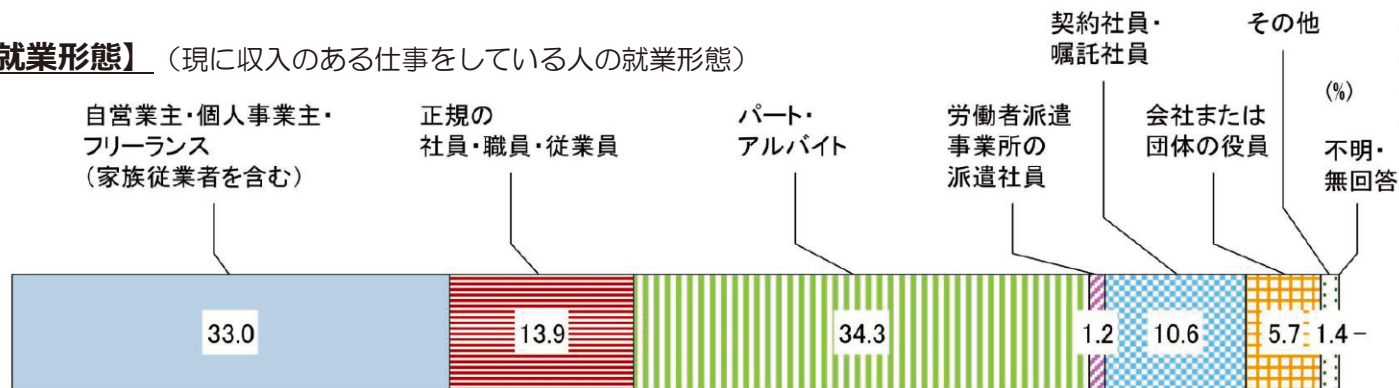 就業形態】（現に収入のある仕事をしている人の就業形態）
自営業主・個人事業主・
フリーランス
（家族従業者を含む）
正規の
社員・職員・従業員
パート・
アルバイト
労働者派遣
事業所の
派遣社員
契約社員・
嘱託社員
会社または
団体の役員
その他
(%)
不明・
無回答
33.0
13.9
34.3
1.2
10.6
5.7
1.4
－